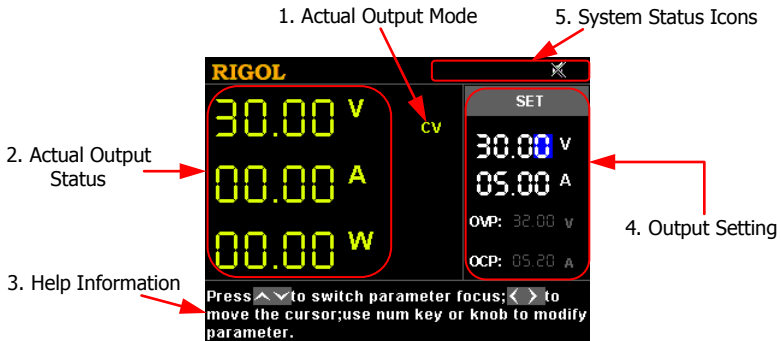 1. Actual Output Mode
5. System Status Icons
RIGOL
SET
30.00 V
CV
30.00 V
2. Actual Output
Status
00.00 A
05.00 A
OVP: 32.00 V
4. Output Setting
00.00 W
OCP: 05.20 A
3. Help Information
Press to switch parameter focus; to
move the cursor;use num key or knob to modify
parameter.